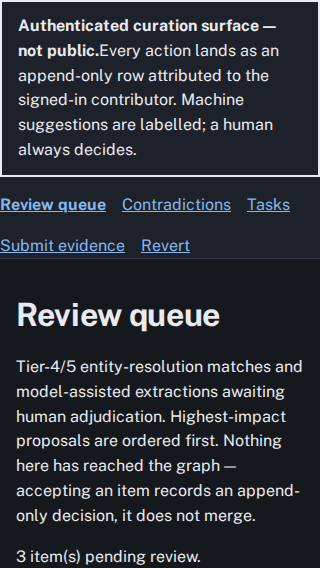 Authenticated curation surface —
not public.Every action lands as an
append-only row attributed to the
signed-in contributor. Machine
suggestions are labelled; a human
always decides.
Review queue Contradictions Tasks
Submit evidence Revert
Review queue
Tier-4/5 entity-resolution matches and
model-assisted extractions awaiting
human adjudication. Highest-impact
proposals are ordered first. Nothing
here has reached the graph —
accepting an item records an append-
only decision, it does not merge.
3 item(s) pending review.